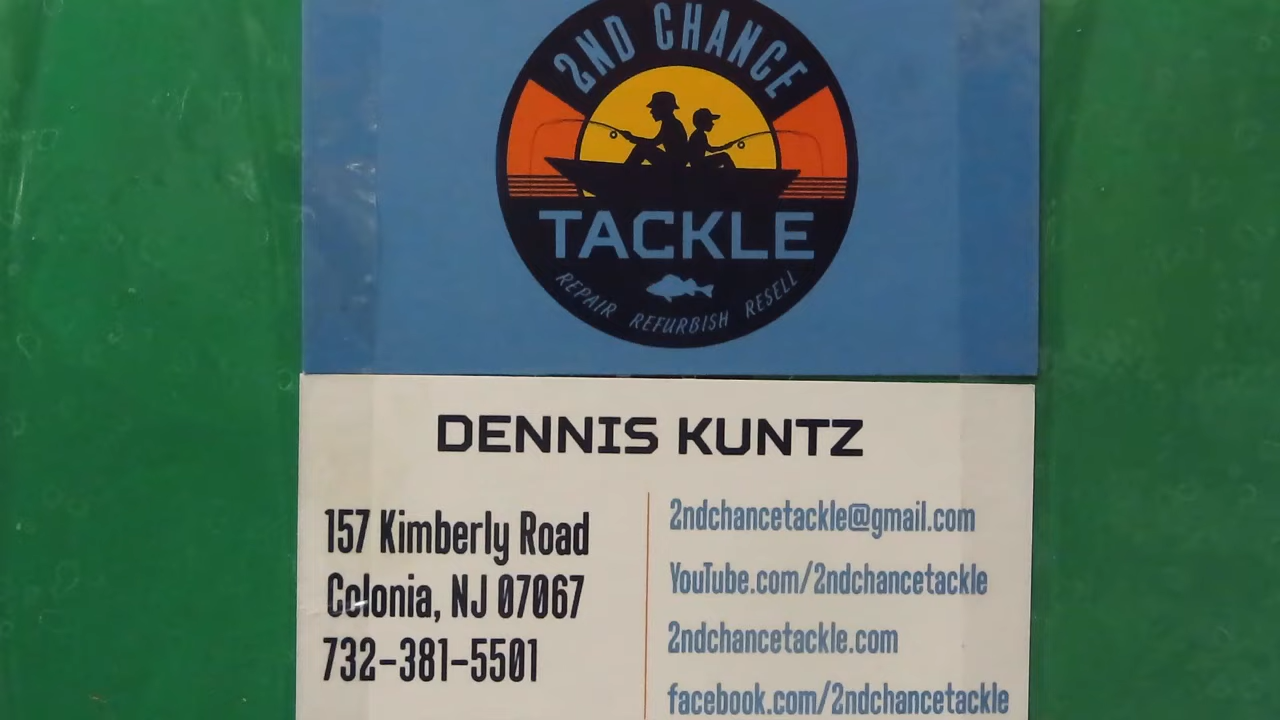 2ND CHANCE
TACKLE
REPAIR REFURBISH RESELL
DENNIS KUNTZ
157 Kimberly Road
Colonia, NJ 07067
732-381-5501
2ndchancetackle@gmail.com
YouTube.com/2ndchancetackle
2ndchancetackle.com
facebook.com/2ndchancetackle